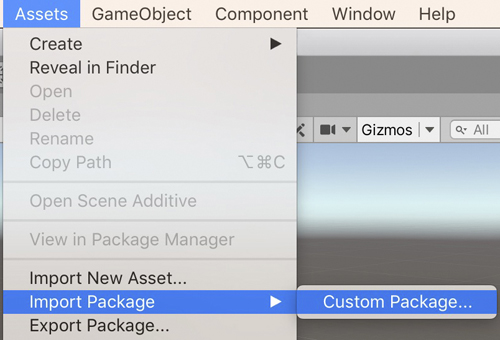 Assets GameObject Component Window Help
Create
Reveal in Finder
Open
Delete
Rename
Copy Path ⌥⌘C
Gizmos All
Open Scene Additive
View in Package Manager
Import New Asset...
Import Package Custom Package...
Export Package...